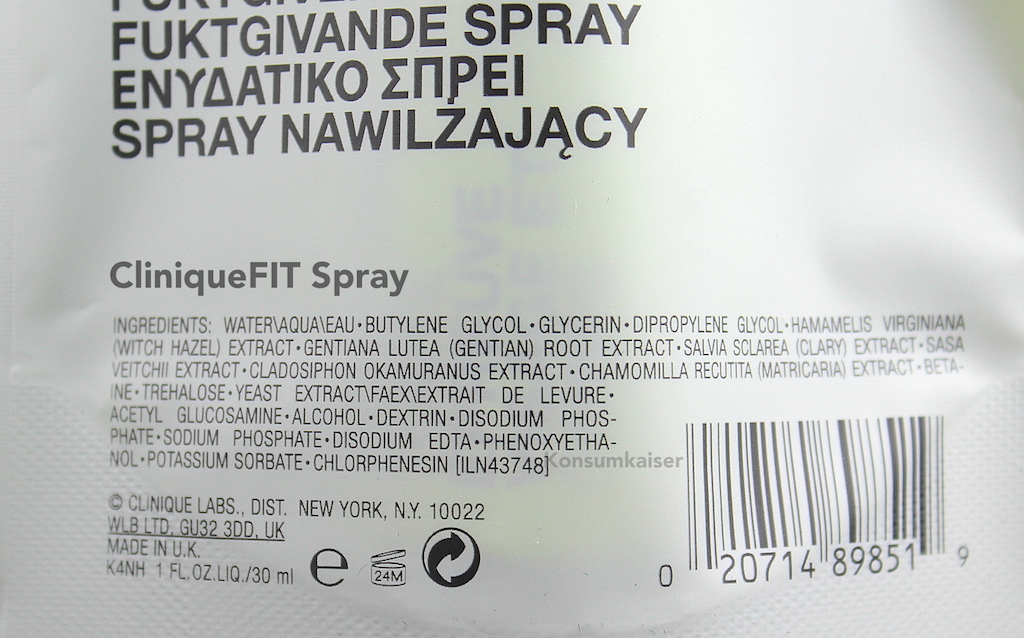 FUKTGIVANDE SPRAY
ΕΝΥΔΑΤΙΚΟ ΣΠΡΕΙ
SPRAY NAWILŻAJĄCY
CliniqueFIT Spray
INGREDIENTS: WATER\AQUA\EAU•BUTYLENE GLYCOL•GLYCERIN•DIPROPYLENE GLYCOL•HAMAMELIS VIRGINIANA
(WITCH HAZEL) EXTRACT•GENTIANA LUTEA (GENTIAN) ROOT EXTRACT•SALVIA SCLAREA (CLARY) EXTRACT•SASA
VEITCHII EXTRACT•CLADOSIPHON OKAMURANUS EXTRACT•CHAMOMILLA RECUTITA (MATRICARIA) EXTRACT•BETA-
INE•TREHALOSE•YEAST EXTRACT\FAEX\EXTRAIT DE LEVURE•
ACETYL GLUCOSAMINE•ALCOHOL•DEXTRIN•DISODIUM PHOS-
PHATE•SODIUM PHOSPHATE•DISODIUM EDTA•PHENOXYETHA-
NOL•POTASSIUM SORBATE•CHLORPHENESIN [ILN43748]
Konsumkaiser
© CLINIQUE LABS., DIST. NEW YORK, N.Y. 10022
WLB LTD, GU32 3DD, UK
MADE IN U.K.
K4NH 1 FL.OZ.LIQ./30 ml
e
24M
0 20714 89851 9